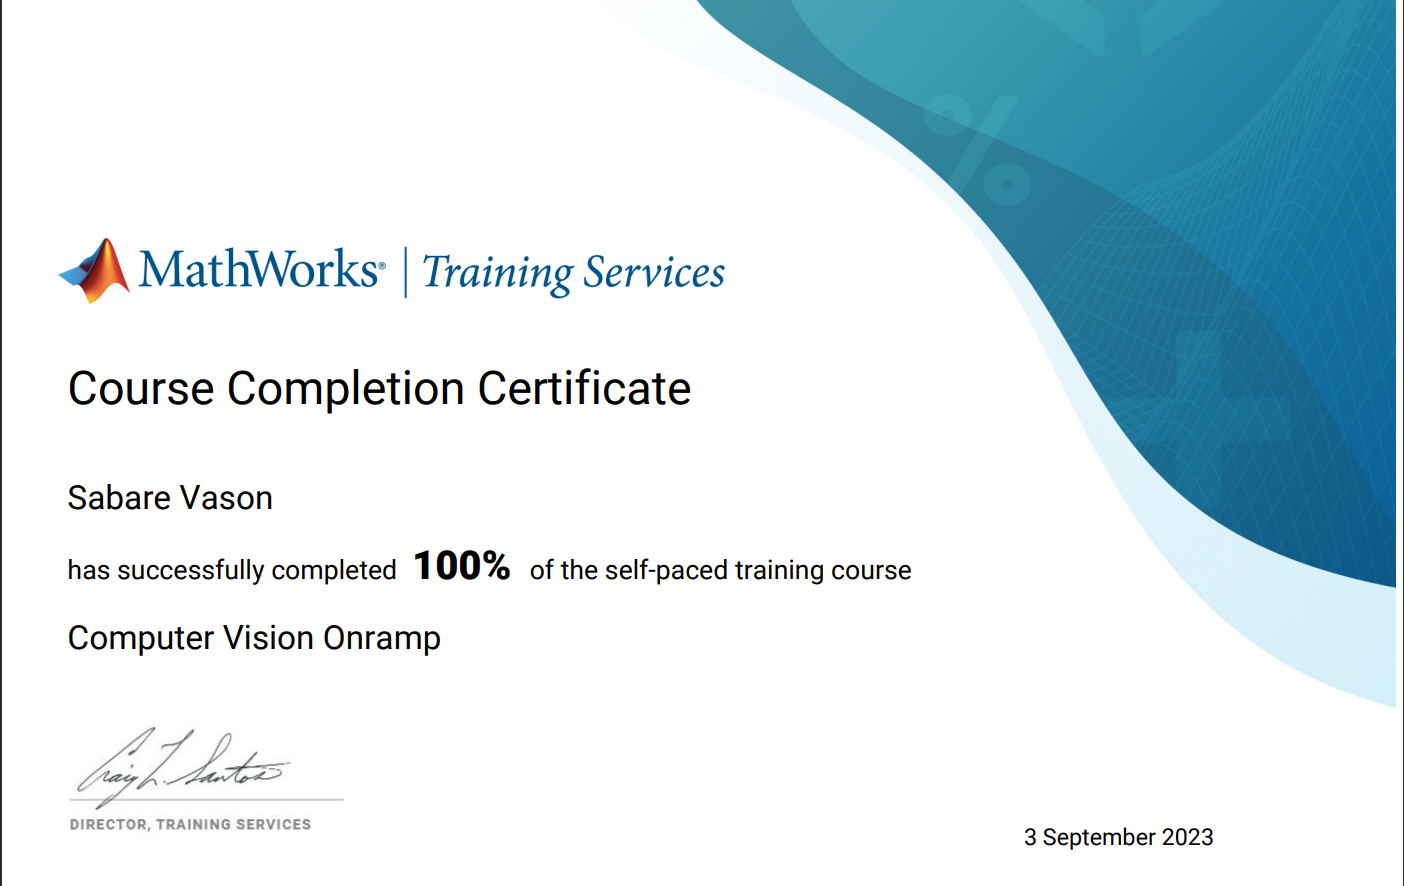 MathWorks® | Training Services
Course Completion Certificate
Sabare Vason
has successfully completed 100% of the self-paced training course
Computer Vision Onramp
Craig L. Santos
DIRECTOR, TRAINING SERVICES
3 September 2023